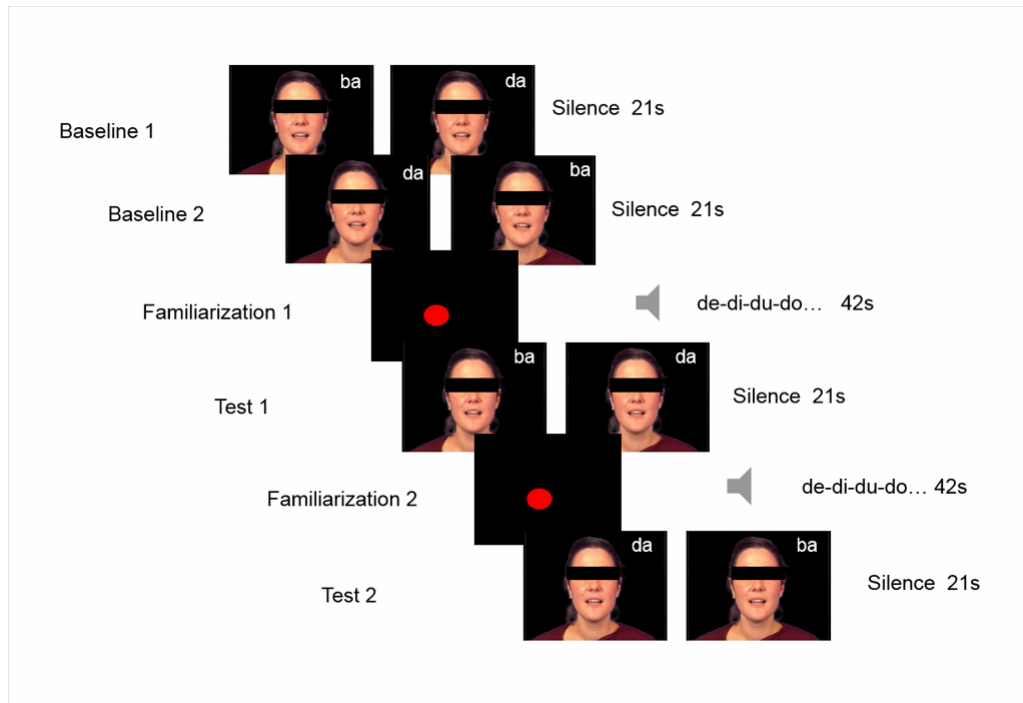 Baseline 1
ba
da
Silence 21s
Baseline 2
da
ba
Silence 21s
Familiarization 1
de-di-du-do… 42s
Test 1
ba
da
Silence 21s
Familiarization 2
de-di-du-do… 42s
Test 2
da
ba
Silence 21s